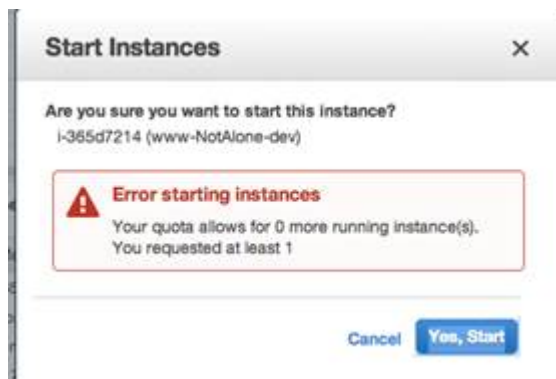 Start Instances
Are you sure you want to start this instance?
i-365d7214 (www-NotAlone-dev)
Error starting instances
Your quota allows for 0 more running instance(s).
You requested at least 1
Cancel Yes, Start